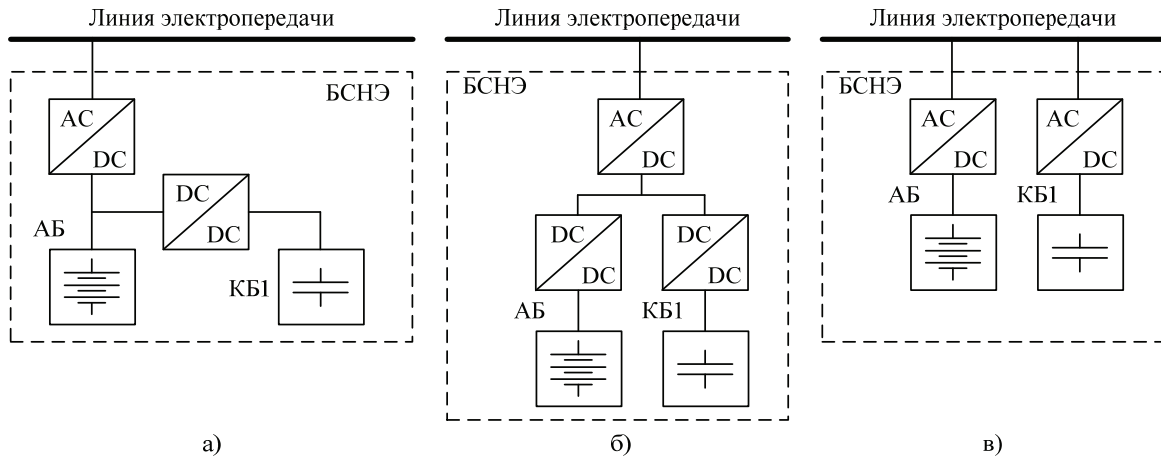 Линия электропередачи
БСНЭ
AC
DC
DC
DC
АБ
КБ1
а)
Линия электропередачи
БСНЭ
AC
DC
DC
DC
DC
DC
АБ
КБ1
б)
Линия электропередачи
БСНЭ
AC
DC
AC
DC
АБ
КБ1
в)